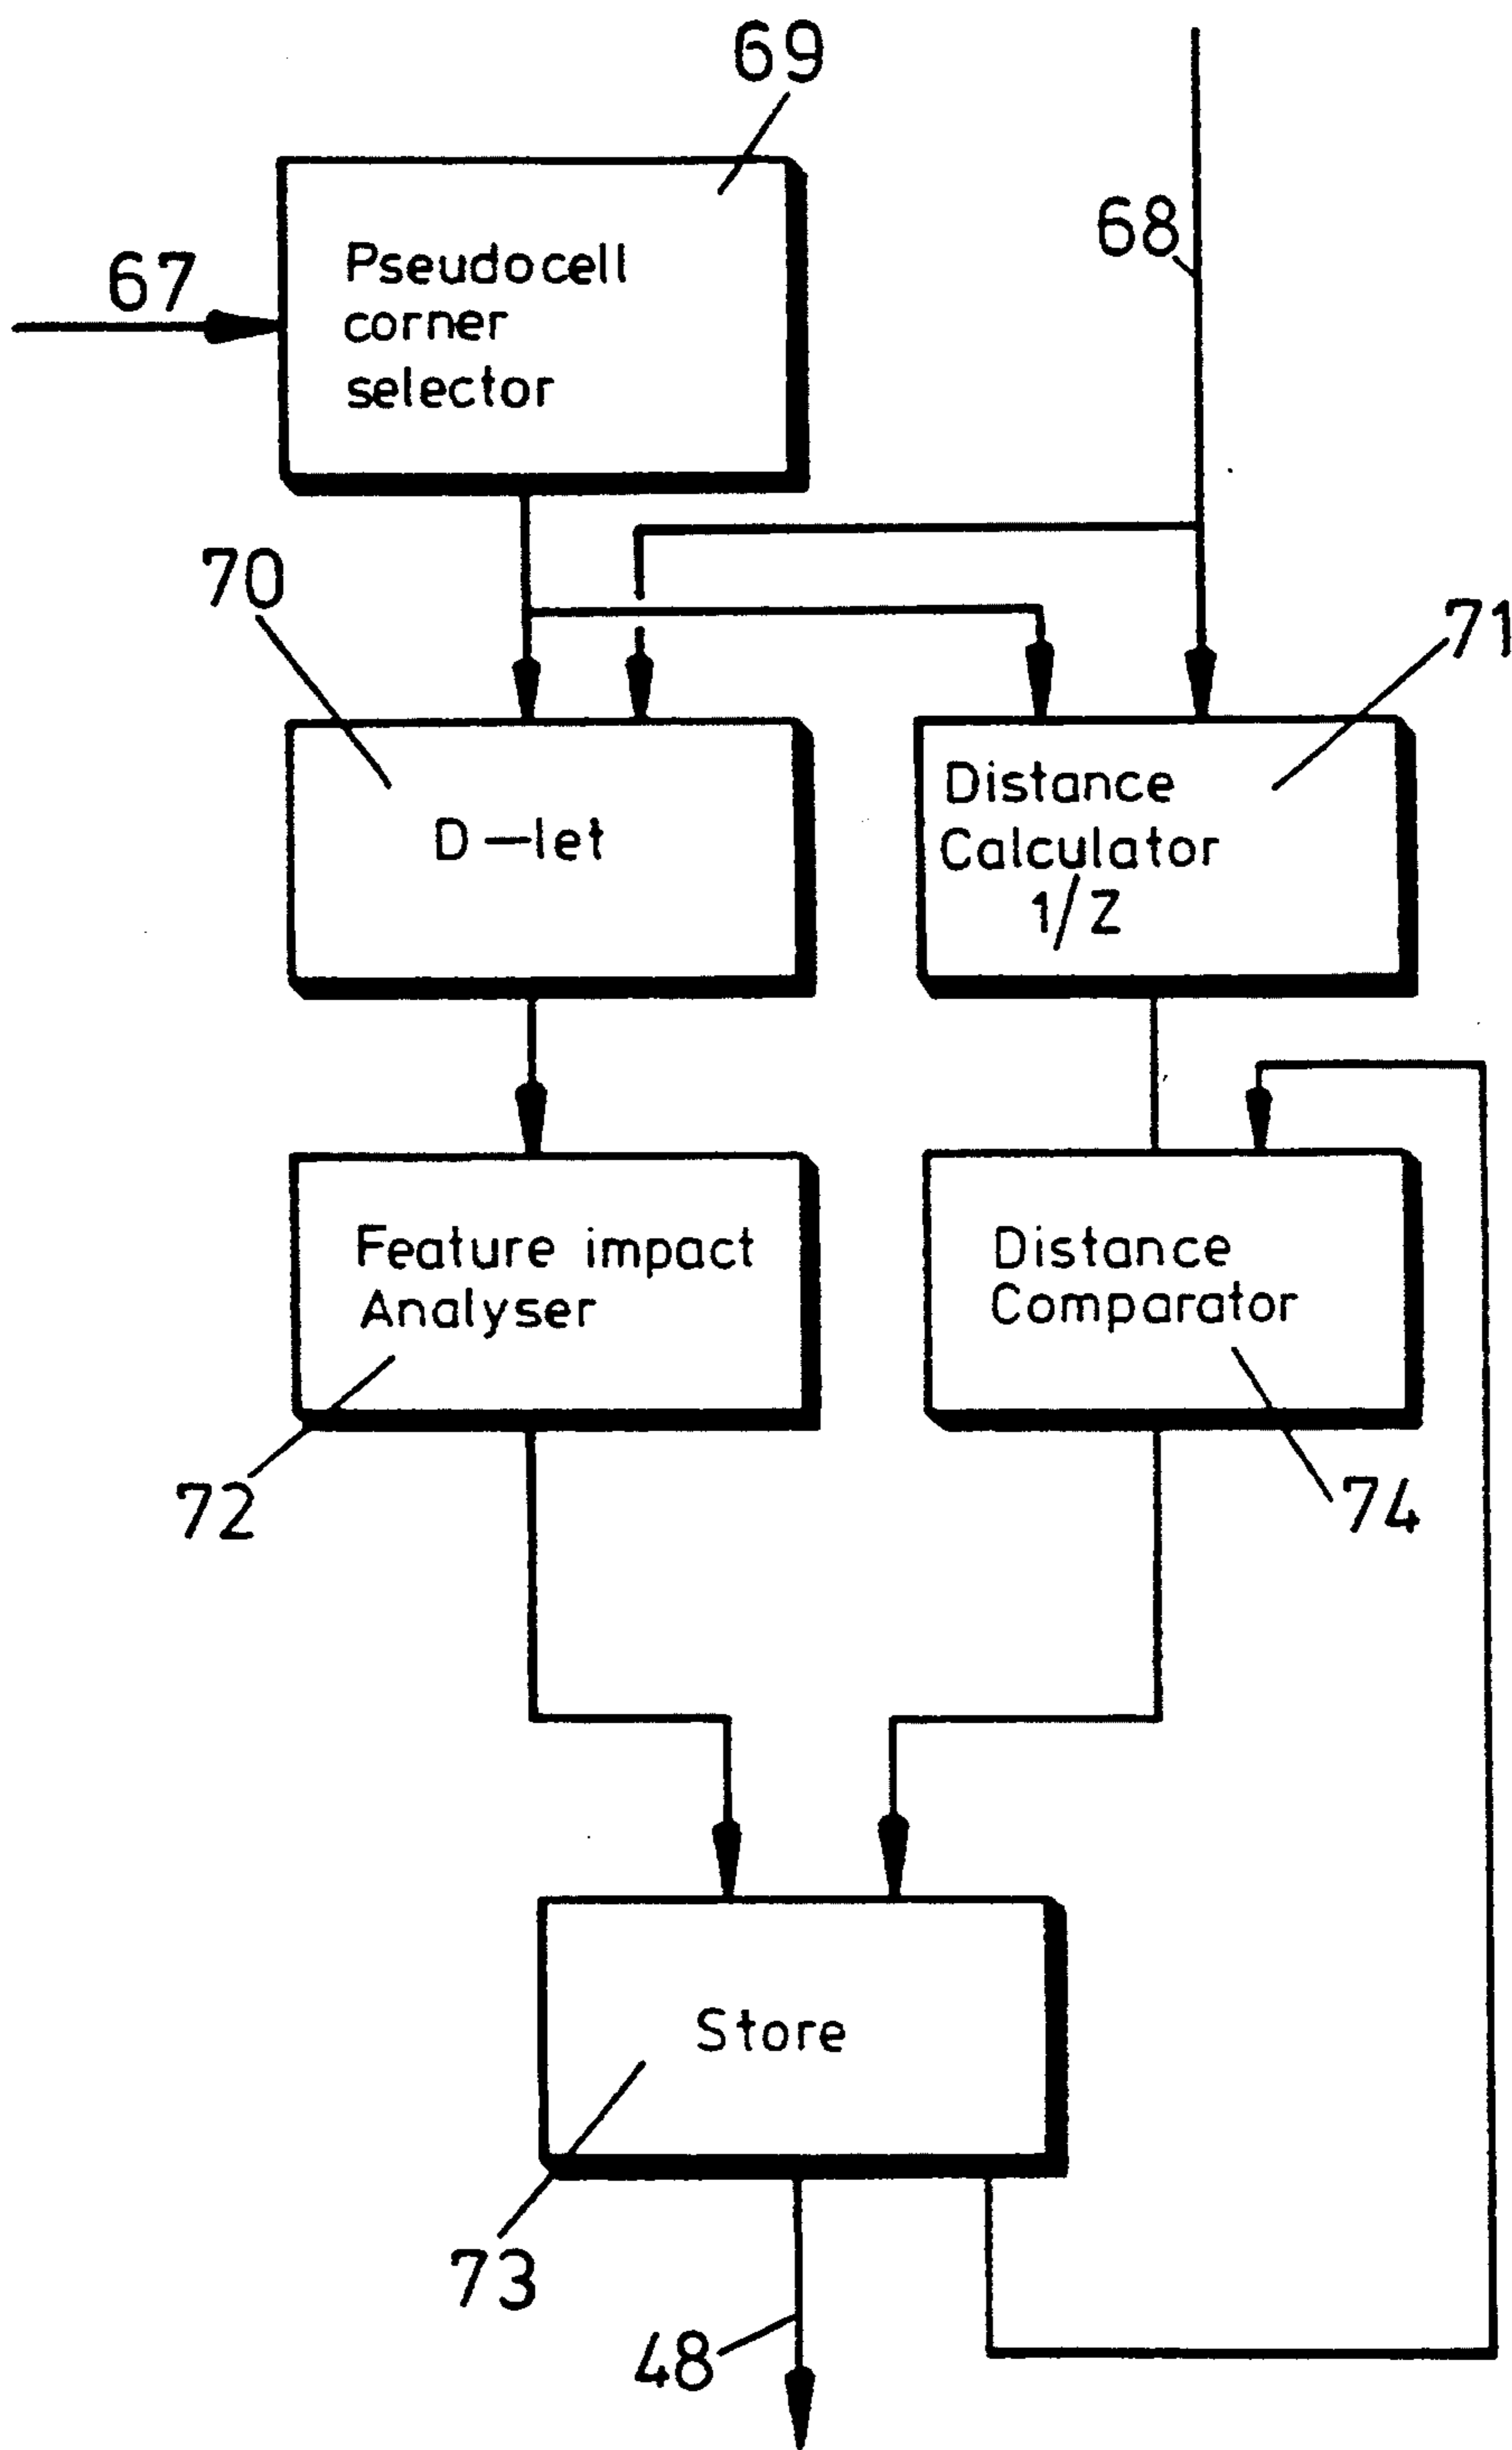 69
68
67
Pseudocell
corner
selector
70
71
D-let
Distance
Calculator
1/Z
Feature impact
Analyser
Distance
Comparator
72
74
Store
73
48